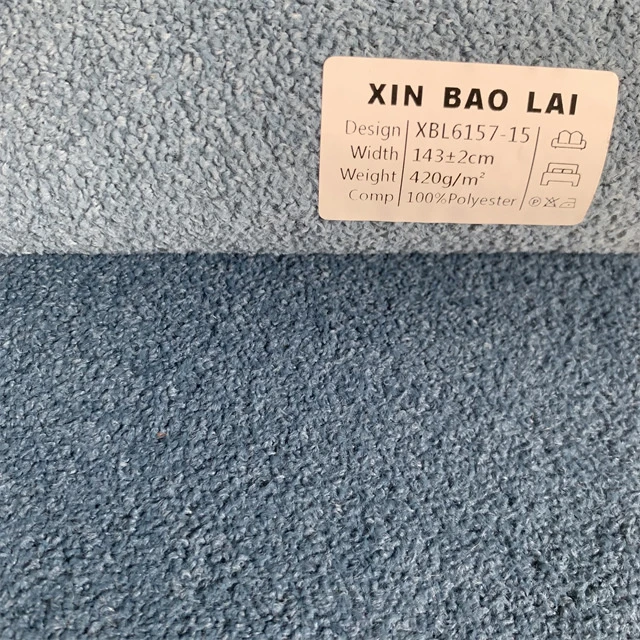 XIN BAO LAI
Design XBL6157-15
Width 143±2cm
Weight 420g/m²
Comp 100%Polyester